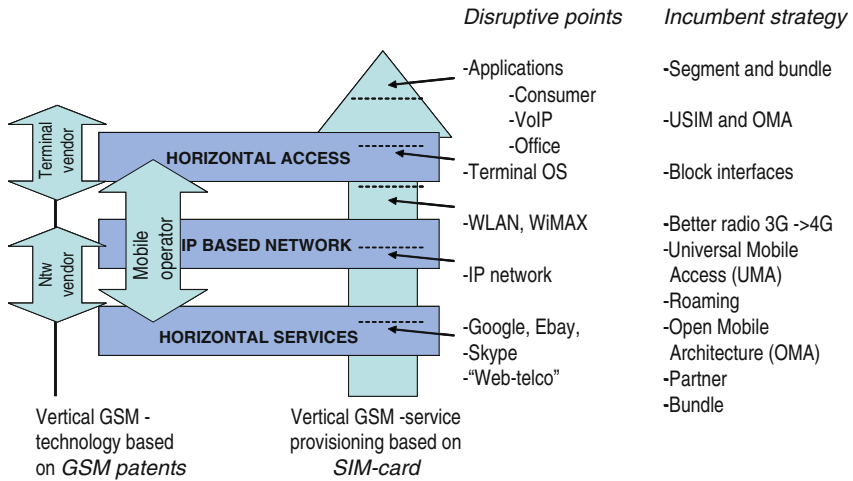 Disruptive points
Incumbent strategy
-Applications
-Consumer
-VoIP
-Office
-Terminal OS
-WLAN, WiMAX
-IP network
-Google, Ebay,
-Skype
-“Web-telco”
-Segment and bundle
-USIM and OMA
-Block interfaces
-Better radio 3G ->4G
-Universal Mobile
Access (UMA)
-Roaming
-Open Mobile
Architecture (OMA)
-Partner
-Bundle
Terminal
vendor
Ntw
vendor
Mobile
operator
HORIZONTAL ACCESS
IP BASED NETWORK
HORIZONTAL SERVICES
Vertical GSM -
technology based
on GSM patents
Vertical GSM -service
provisioning based on
SIM-card